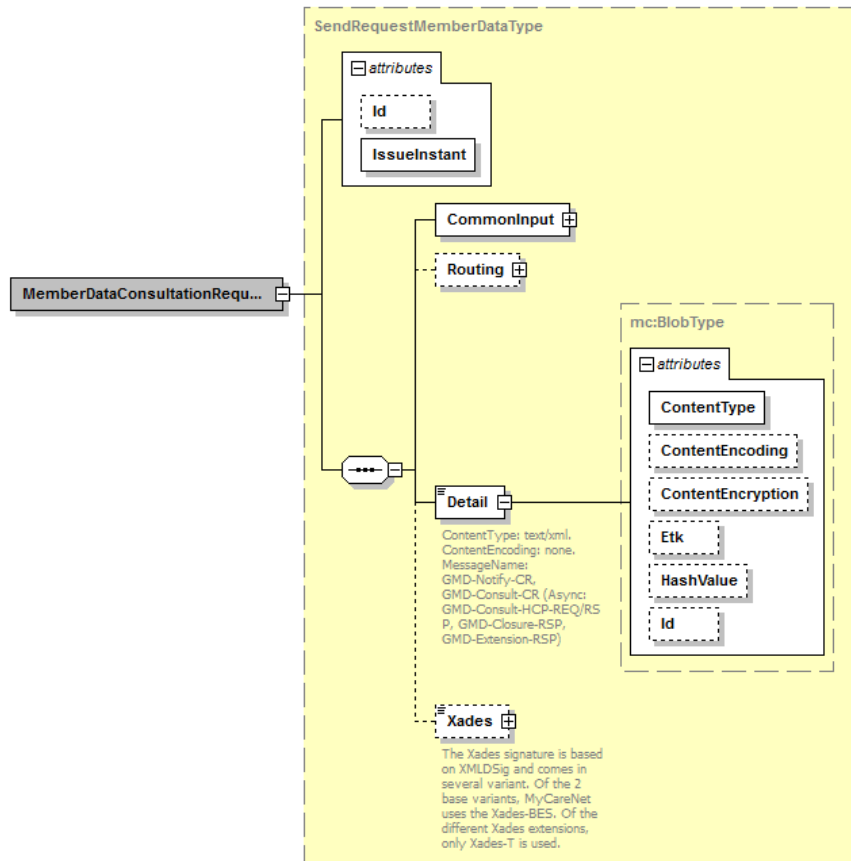 SendRequestMemberDataType
attributes
Id
IssueInstant
CommonInput
Routing
MemberDataConsultationRequ...
mc:BlobType
attributes
ContentType
ContentEncoding
ContentEncryption
Etk
HashValue
Id
Detail
ContentType: text/xml.
ContentEncoding: none.
MessageName:
GMD-Notify-CR,
GMD-Consult-CR (Async:
GMD-Consult-HCP-REQ/RS
P, GMD-Closure-RSP,
GMD-Extension-RSP)
Xades
The Xades signature is based
on XMLDSig and comes in
several variant. Of the 2
base variants, MyCareNet
uses the Xades-BES. Of the
different Xades extensions,
only Xades-T is used.